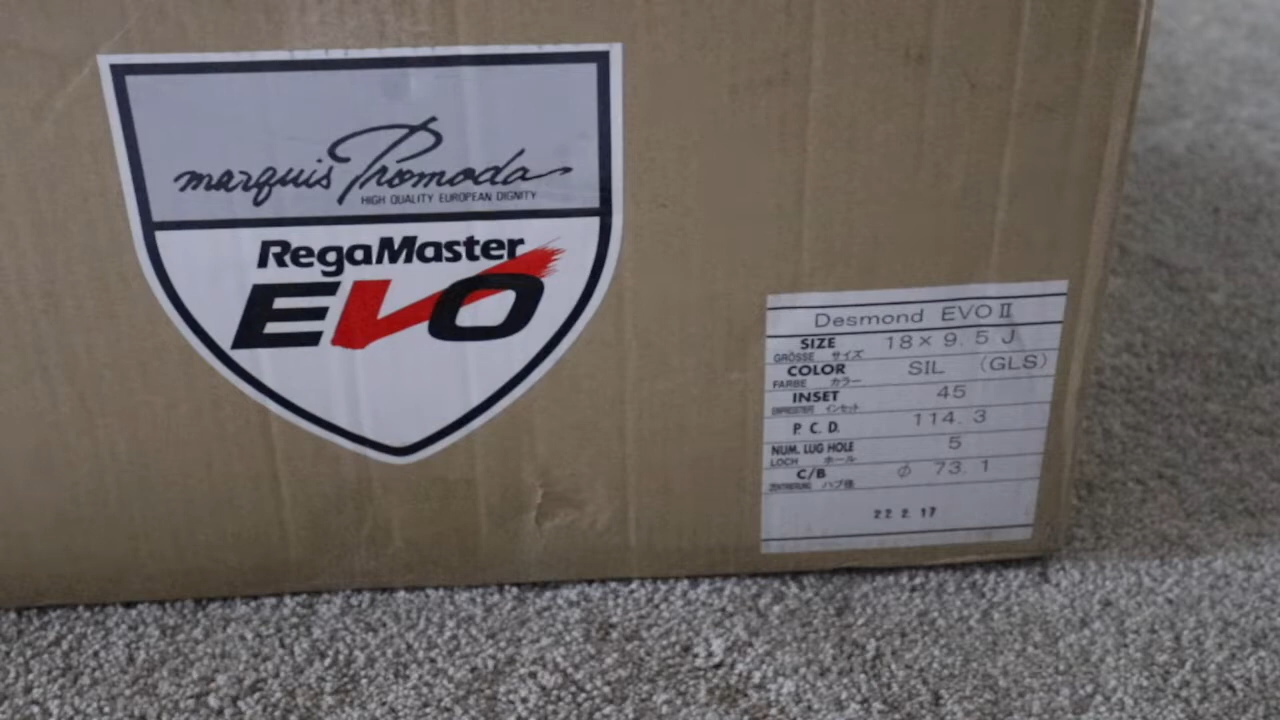 marquis Promoda
HIGH QUALITY EUROPEAN DIGNITY
RegaMaster
EVO
Desmond EVO II
SIZE 18×9.5 J
GRÖSSE サイズ
COLOR SIL (GLS)
FARBE カラー
INSET 45
インセット
P. C. D. 114.3
NUM. LUG HOLE 5
LOCH ホール
C/B φ 73.1
ZENTRIERUNG ハブ径
22 2. 17